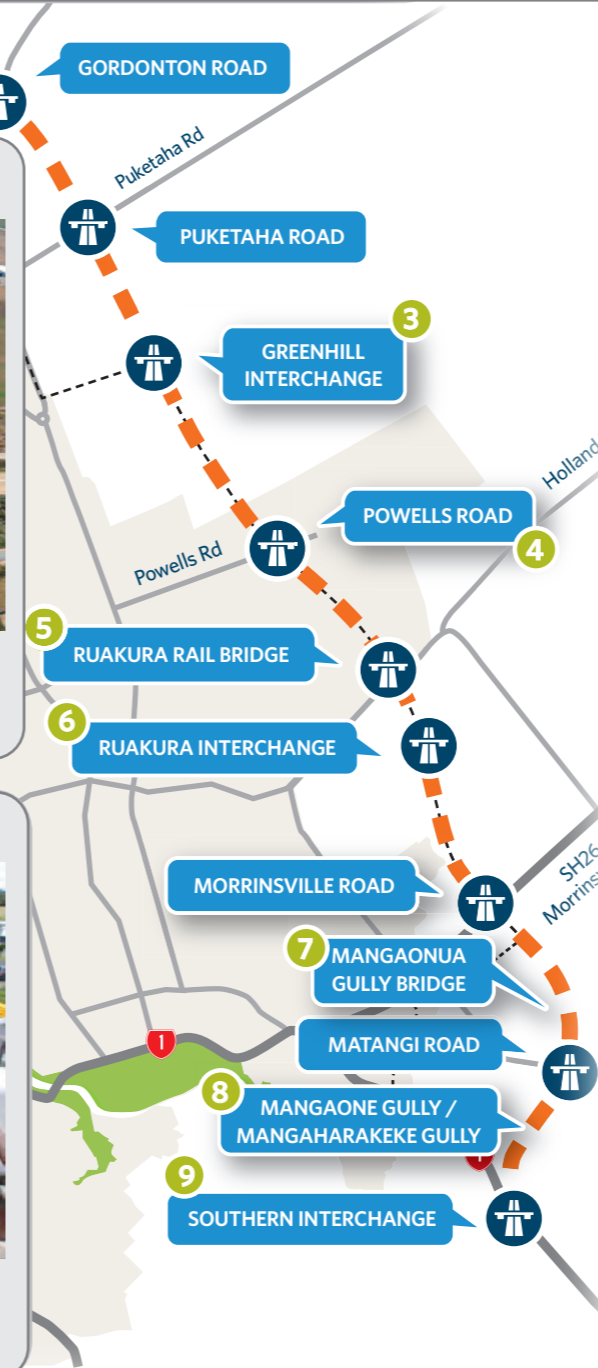 GORDONTON ROAD
Puketaha Rd
PUKETAHA ROAD
3
GREENHILL
INTERCHANGE
Holland
POWELLS ROAD
4
Powells Rd
5
RUAKURA RAIL BRIDGE
6
RUAKURA INTERCHANGE
SH26
MORRINSVILLE ROAD
7
MANGAONUA
GULLY BRIDGE
1
MATANGI ROAD
8
MANGAONE GULLY /
MANGAHARAKEKE GULLY
9
SOUTHERN INTERCHANGE